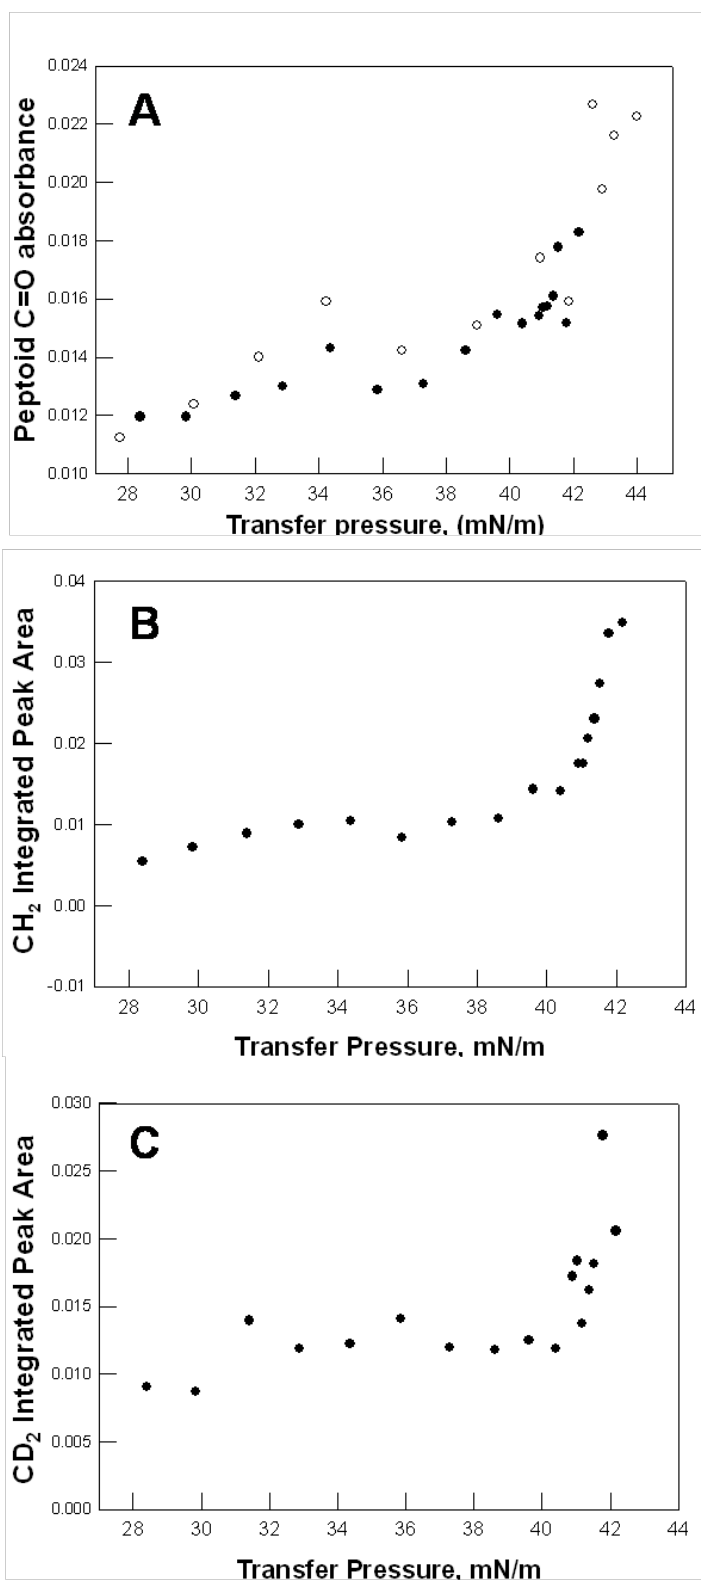 A
Peptoid C=O absorbance
0.024
0.022
0.020
0.018
0.016
0.014
0.012
0.010
28 30 32 34 36 38 40 42 44
Transfer pressure, (mN/m)
B
CH₂ Integrated Peak Area
0.04
0.03
0.02
0.01
0.00
-0.01
28 30 32 34 36 38 40 42 44
Transfer Pressure, mN/m
C
CD₂ Integrated Peak Area
0.030
0.025
0.020
0.015
0.010
0.005
0.000
28 30 32 34 36 38 40 42 44
Transfer Pressure, mN/m